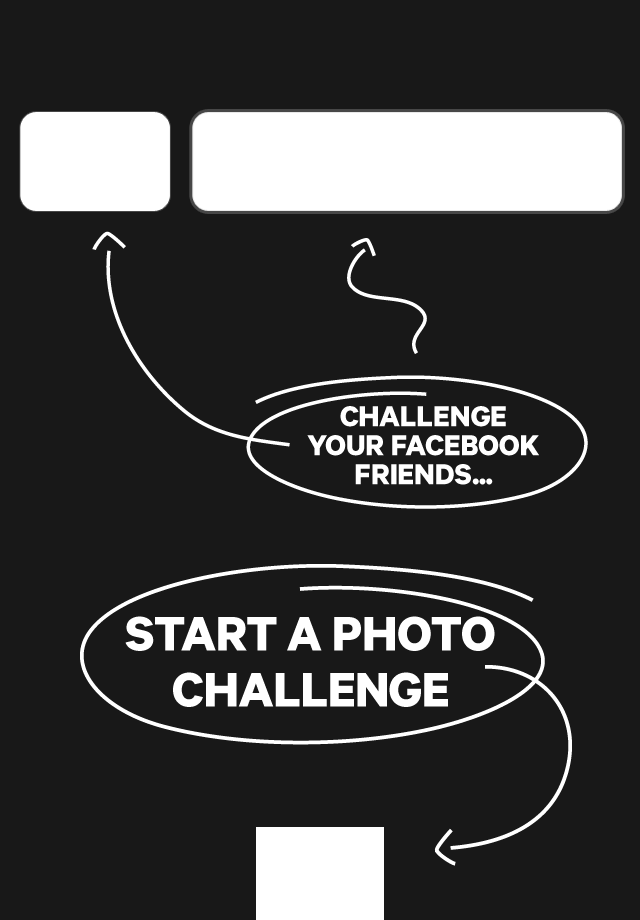 CHALLENGE
YOUR FACEBOOK
FRIENDS...
START A PHOTO
CHALLENGE